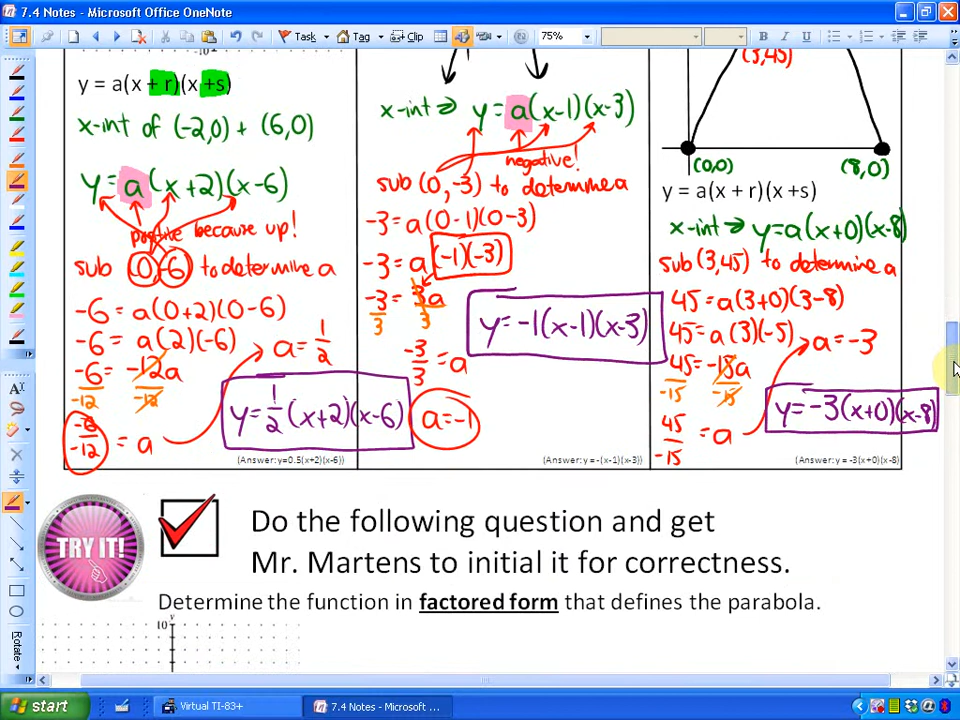 7.4 Notes - Microsoft Office OneNote
Task
Tag
Clip
75%
y = a(x + r)(x +s)
x-int of (-2,0) + (6,0)
y = a(x+2)(x-6)
positive because up!
sub (0,-6) to determine a
-6 = a(0+2)(0-6)
-6 = a(2)(-6)
-6 = -12a
-12 -12
-6
-12 = a
a = 1/2
y = 1/2(x+2)(x-6)
(Answer: y=0.5(x+2)(x-6))
x-int → y = a(x-1)(x-3)
negative!
sub (0,-3) to determine a
-3 = a(0-1)(0-3)
-3 = a(-1)(-3)
-3 = 3a
3 3
-3
3 = a
a = -1
y = -1(x-1)(x-3)
(Answer: y=-(x-1)(x-3))
(3,45)
(0,0) (8,0)
y = a(x + r)(x +s)
x-int → y=a(x+0)(x-8)
sub (3,45) to determine a
45 = a(3+0)(3-8)
45 = a(3)(-5)
45 = -15a
-15 -15
45
-15 = a
a = -3
y = -3(x+0)(x-8)
(Answer: y = -3(x+0)(x-8)
TRY IT!
Do the following question and get
Mr. Martens to initial it for correctness.
Determine the function in factored form that defines the parabola.
10
y
Rotate
start
Virtual TI-83+
7.4 Notes - Microsoft ...